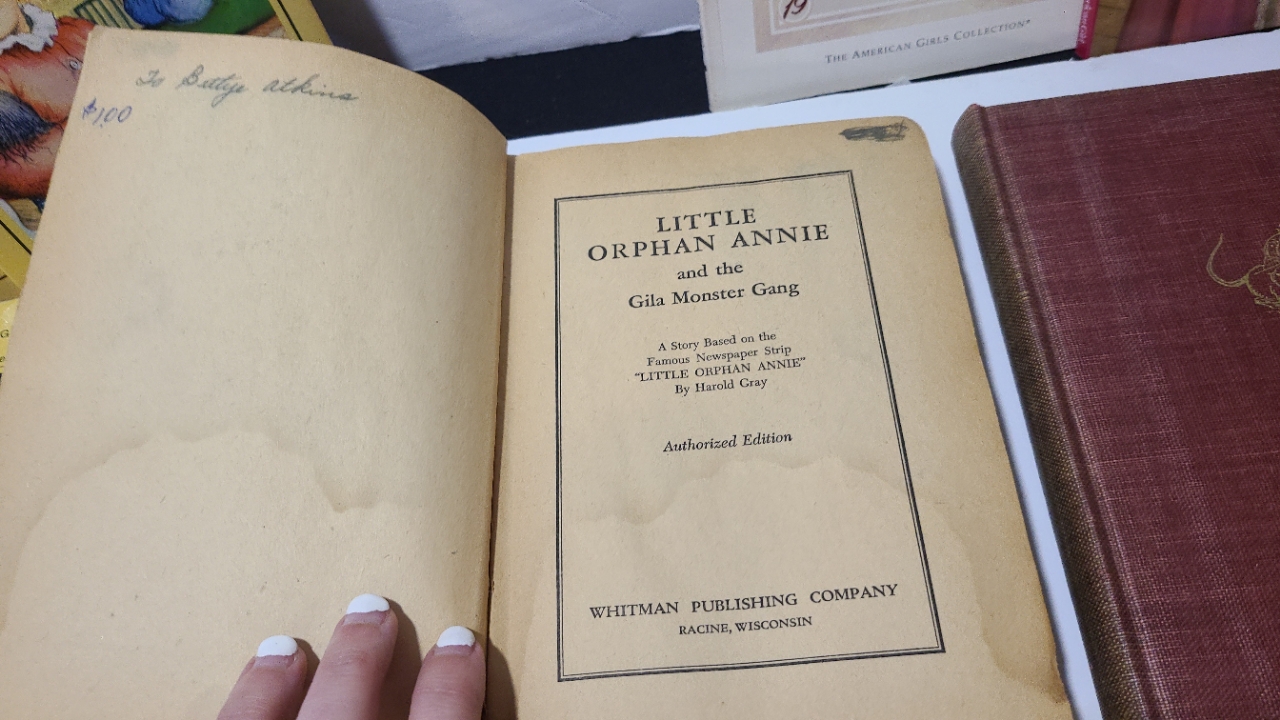 To Bettye Atkins
$1.00
19
THE AMERICAN GIRLS COLLECTION®
LITTLE
ORPHAN ANNIE
and the
Gila Monster Gang
A Story Based on the
Famous Newspaper Strip
"LITTLE ORPHAN ANNIE"
By Harold Gray
Authorized Edition
WHITMAN PUBLISHING COMPANY
RACINE, WISCONSIN